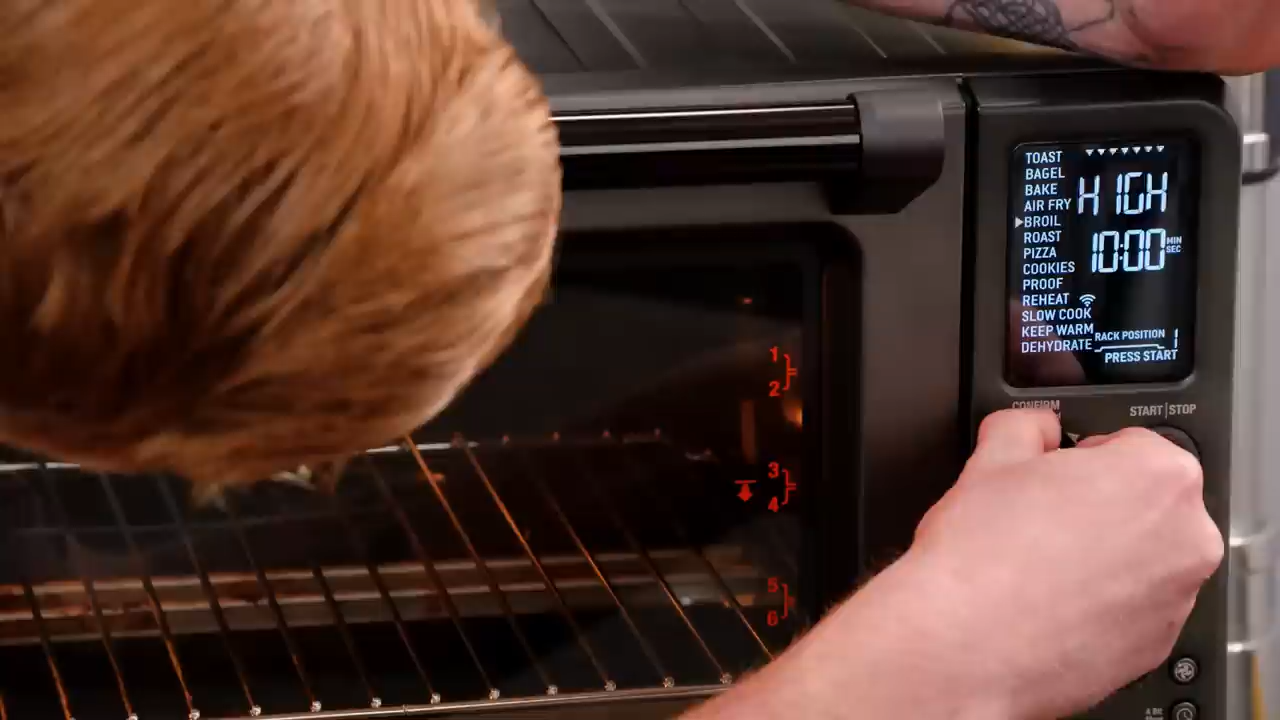 TOAST
BAGEL
BAKE
AIR FRY
BROIL
ROAST
PIZZA
COOKIES
PROOF
REHEAT
SLOW COOK
KEEP WARM
DEHYDRATE
HIGH
10:00 MIN SEC
RACK POSITION 1
PRESS START
CONFIRM
START|STOP
1
2
3
4
5
6